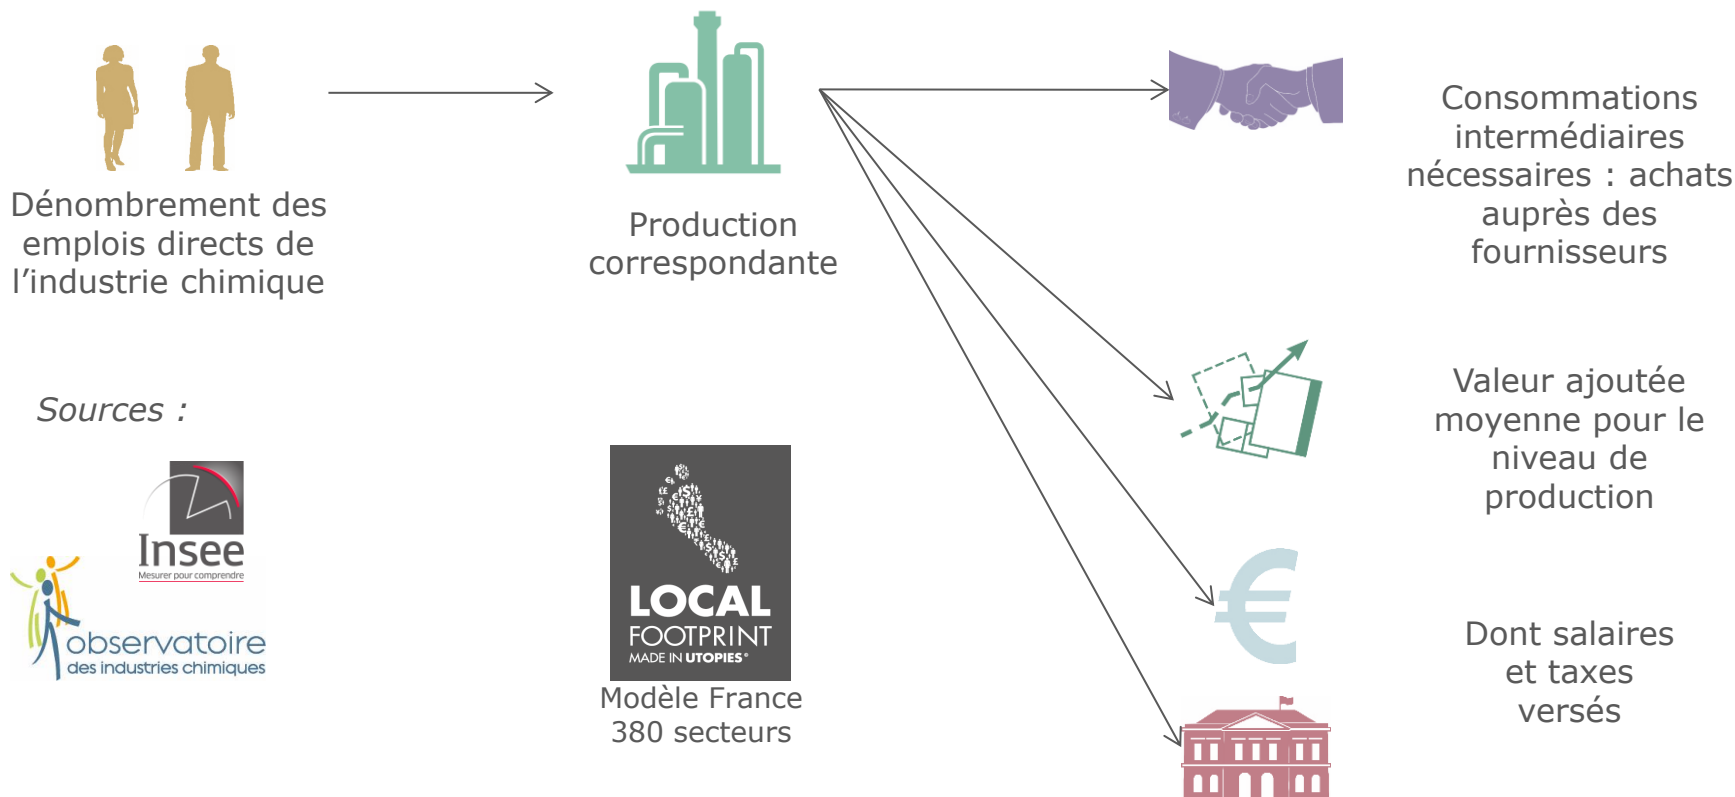 Dénombrement des
emplois directs de
l’industrie chimique
Production
correspondante
Consommations
intermédiaires
nécessaires : achats
auprès des
fournisseurs
Valeur ajoutée
moyenne pour le
niveau de
production
Dont salaires
et taxes
versés
Sources :
Insee
Mesurer pour comprendre
observatoire
des industries chimiques
LOCAL
FOOTPRINT
MADE IN UTOPIES®
Modèle France
380 secteurs